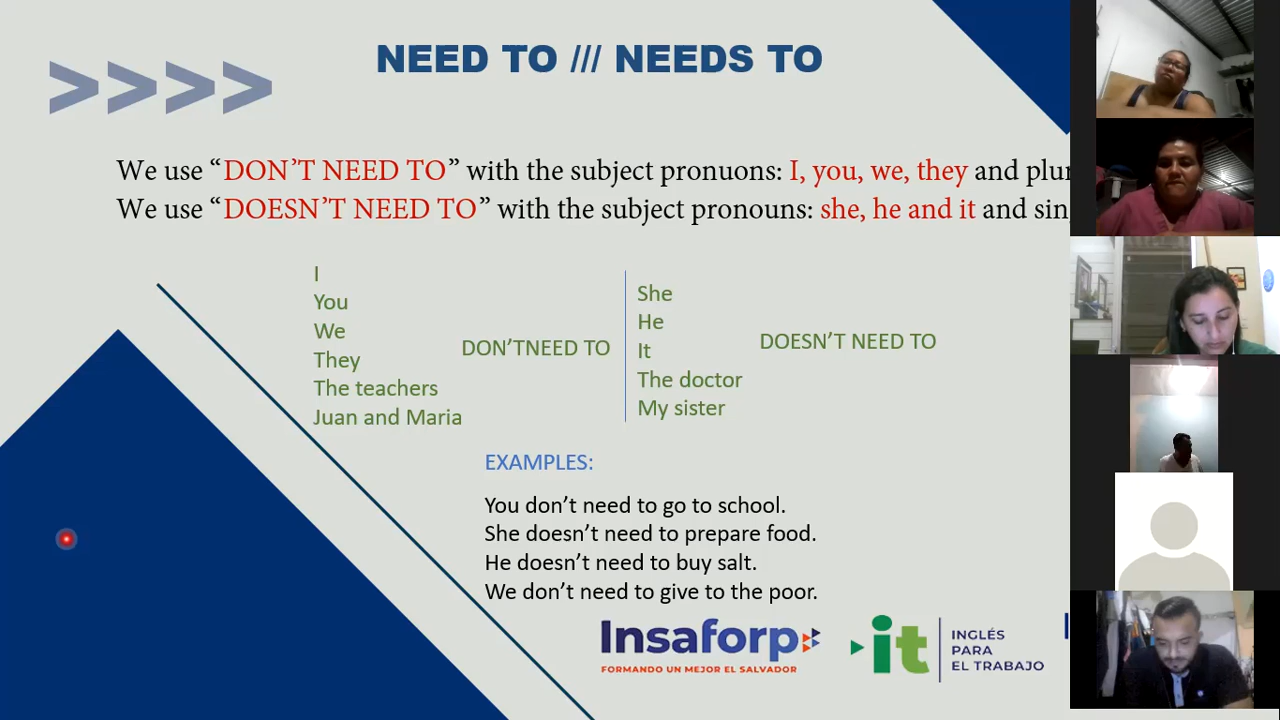 NEED TO /// NEEDS TO
We use “DON’T NEED TO” with the subject pronuons: I, you, we, they and
We use “DOESN’T NEED TO” with the subject pronouns: she, he and it and
I
You
We
They
The teachers
Juan and Maria
DON’TNEED TO
She
He
It
The doctor
My sister
DOESN’T NEED TO
EXAMPLES:
You don’t need to go to school.
She doesn’t need to prepare food.
He doesn’t need to buy salt.
We don’t need to give to the poor.
Insaforp
FORMANDO UN MEJOR EL SALVADOR
it
INGLÉS
PARA
EL TRABAJO